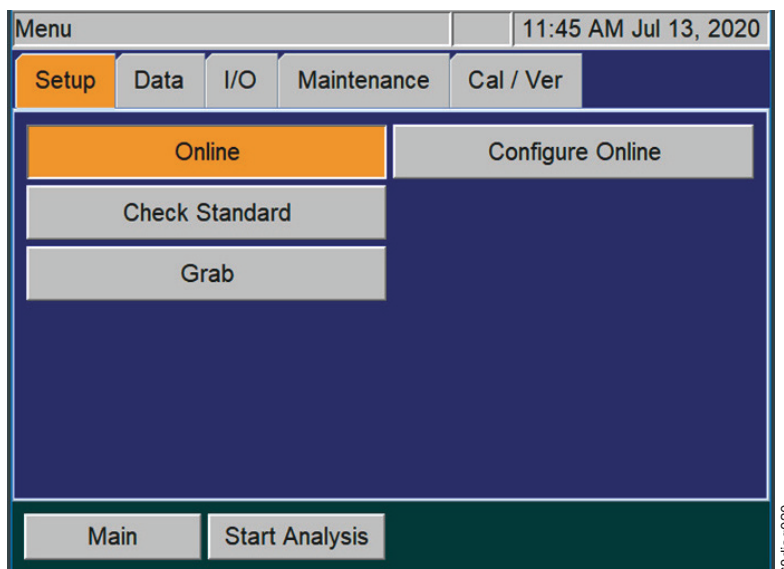 Menu 11:45 AM Jul 13, 2020
Setup Data I/O Maintenance Cal / Ver
Online Configure Online
Check Standard
Grab
Main Start Analysis